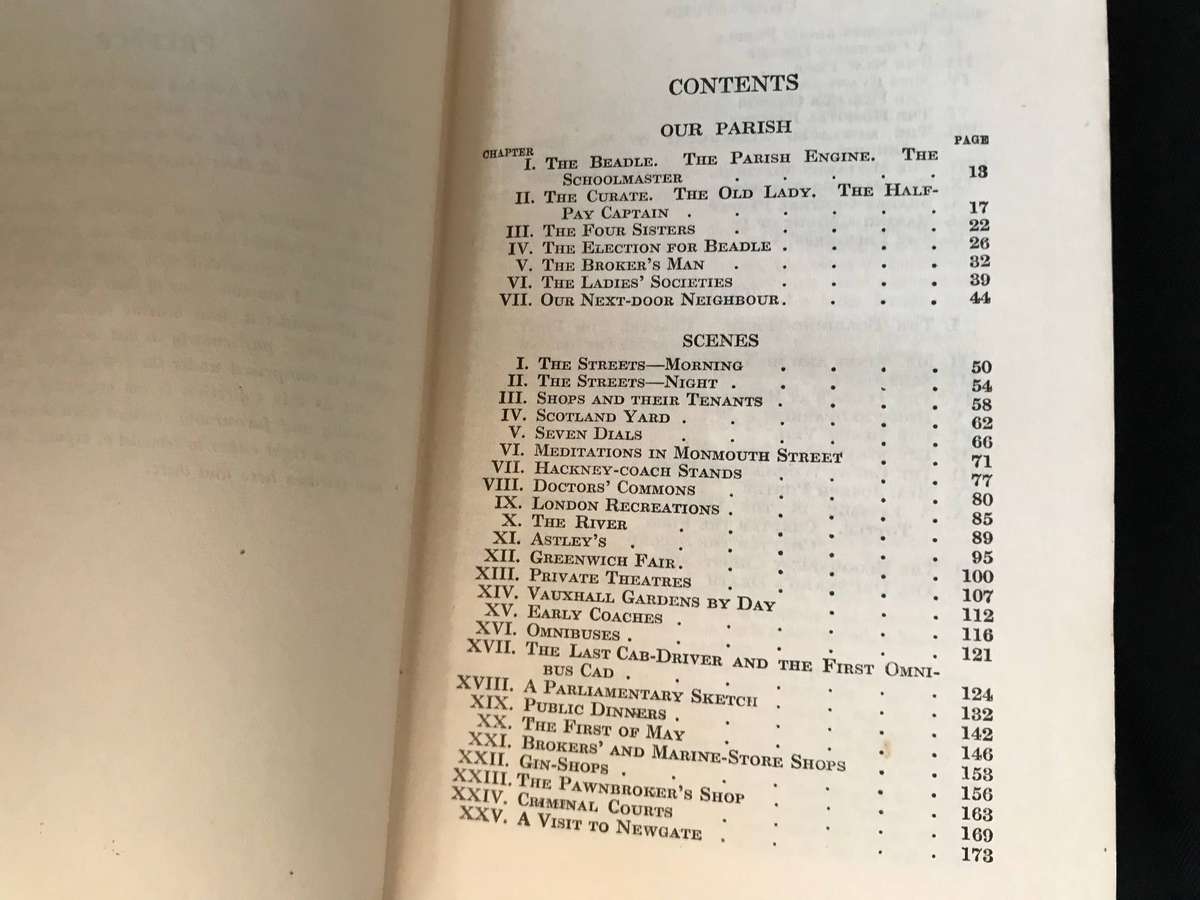 CONTENTS
OUR PARISH
CHAPTER PAGE
I. THE BEADLE. THE PARISH ENGINE. THE
SCHOOLMASTER . . . . . 13
II. THE CURATE. THE OLD LADY. THE HALF-
PAY CAPTAIN . . . . . . 17
III. THE FOUR SISTERS . . . . . 22
IV. THE ELECTION FOR BEADLE . . . . 26
V. THE BROKER'S MAN . . . . . 32
VI. THE LADIES' SOCIETIES . . . . 39
VII. OUR NEXT-DOOR NEIGHBOUR . . . . 44
SCENES
I. THE STREETS—MORNING . . . . 50
II. THE STREETS—NIGHT . . . . . 54
III. SHOPS AND THEIR TENANTS . . . . 58
IV. SCOTLAND YARD . . . . . . 62
V. SEVEN DIALS . . . . . . 66
VI. MEDITATIONS IN MONMOUTH STREET . . 71
VII. HACKNEY-COACH STANDS . . . . 77
VIII. DOCTORS' COMMONS . . . . . 80
IX. LONDON RECREATIONS . . . . . 85
X. THE RIVER . . . . . . 89
XI. ASTLEY'S . . . . . . . 95
XII. GREENWICH FAIR . . . . . . 100
XIII. PRIVATE THEATRES . . . . . 107
XIV. VAUXHALL GARDENS BY DAY . . . 112
XV. EARLY COACHES . . . . . . 116
XVI. OMNIBUSES . . . . . . . 121
XVII. THE LAST CAB-DRIVER AND THE FIRST OMNI-
BUS CAD . . . . . . . 124
XVIII. A PARLIAMENTARY SKETCH . . . . 132
XIX. PUBLIC DINNERS . . . . . . 142
XX. THE FIRST OF MAY . . . . . 146
XXI. BROKERS' AND MARINE-STORE SHOPS . . 153
XXII. GIN-SHOPS . . . . . . . 156
XXIII. THE PAWNBROKER'S SHOP . . . . 163
XXIV. CRIMINAL COURTS . . . . . 169
XXV. A VISIT TO NEWGATE . . . . 173